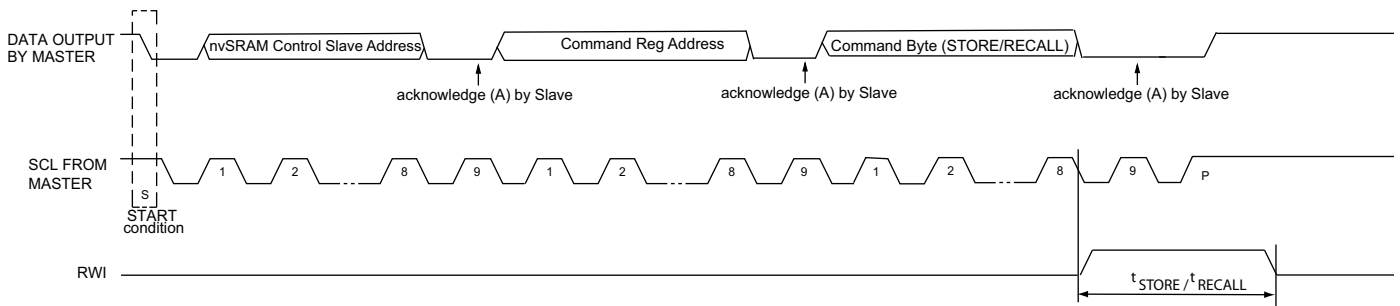 DATA OUTPUT
BY MASTER
nvSRAM Control Slave Address
Command Reg Address
Command Byte (STORE/RECALL)
acknowledge (A) by Slave
acknowledge (A) by Slave
acknowledge (A) by Slave
SCL FROM
MASTER
1 2 8 9 1 2 8 9 1 2 8 9 P
S
START
condition
RWI
tSTORE / tRECALL